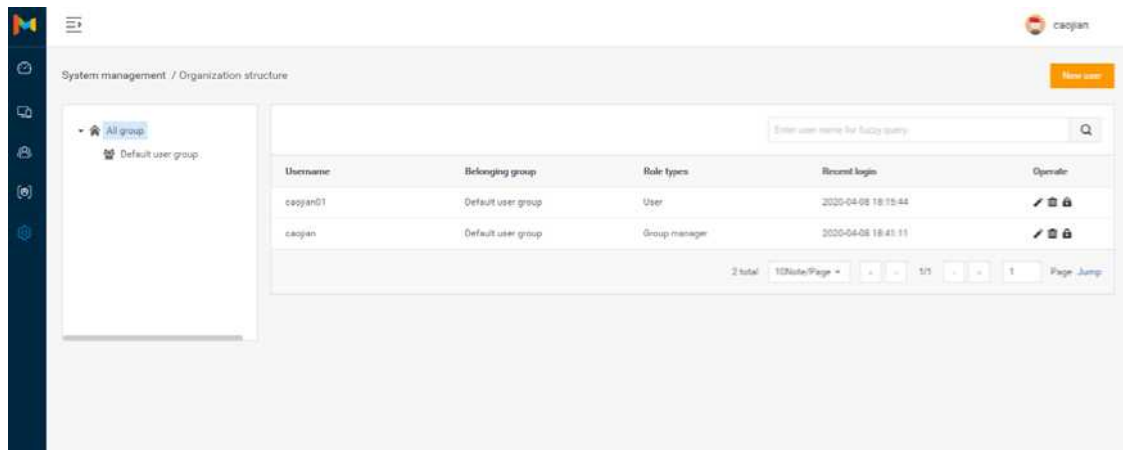 caojian
System management / Organization structure
New user
All group
Default user group
Enter user name for fuzzy query
Username Belonging group Role types Recent login Operate
caojian01 Default user group User 2020-04-08 18:15:44
caojian Default user group Group manager 2020-04-08 18:41:11
2 total 10Note/Page 1/1 1 Page Jump